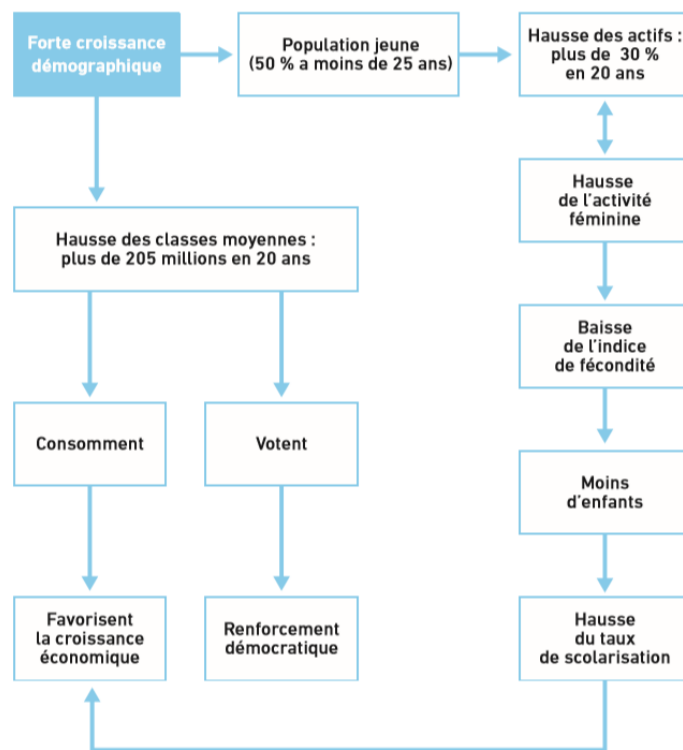 Forte croissance
démographique
Population jeune
(50 % a moins de 25 ans)
Hausse des actifs :
plus de 30 %
en 20 ans
Hausse
de l'activité
féminine
Hausse des classes moyennes :
plus de 205 millions en 20 ans
Baisse
de l'indice
de fécondité
Consomment
Votent
Moins
d'enfants
Favorisent
la croissance
économique
Renforcement
démocratique
Hausse
du taux
de scolarisation